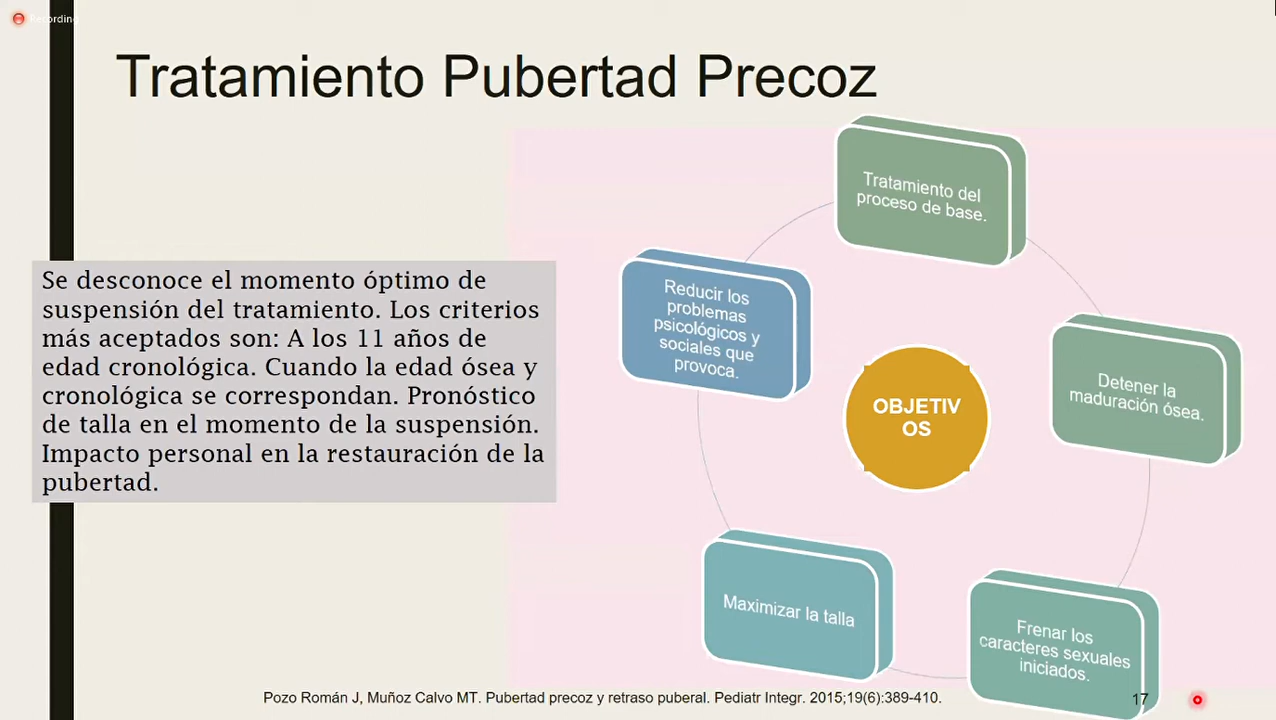 Recording
Tratamiento Pubertad Precoz
Se desconoce el momento óptimo de
suspensión del tratamiento. Los criterios
más aceptados son: A los 11 años de
edad cronológica. Cuando la edad ósea y
cronológica se correspondan. Pronóstico
de talla en el momento de la suspensión.
Impacto personal en la restauración de la
pubertad.
Tratamiento del
proceso de base.
Detener la
maduración ósea.
Frenar los
caracteres sexuales
iniciados.
Maximizar la talla
Reducir los
problemas
psicológicos y
sociales que
provoca.
OBJETIV
OS
Pozo Román J, Muñoz Calvo MT. Pubertad precoz y retraso puberal. Pediatr Integr. 2015;19(6):389-410.
17